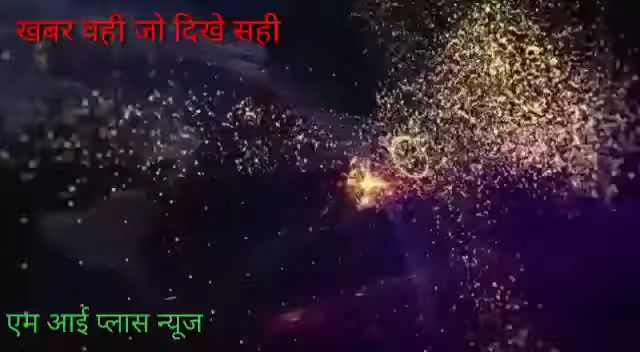 खबर वही जो दिखे सही
एम आई प्लास न्यूज